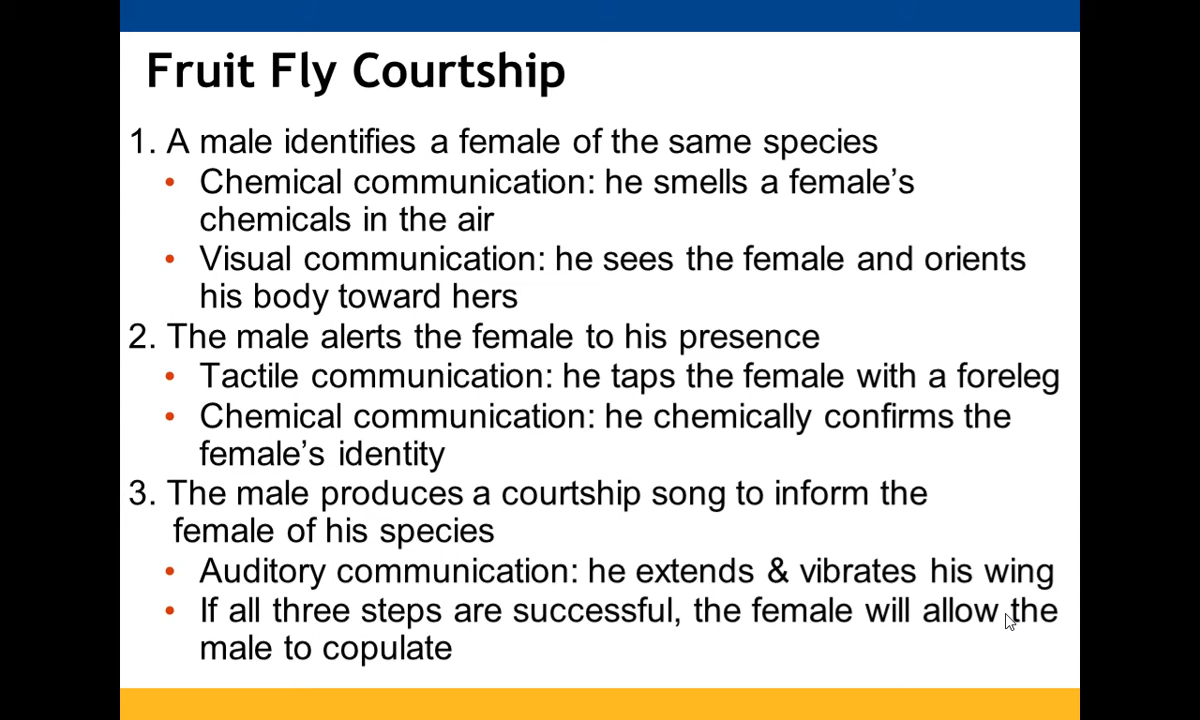 Fruit Fly Courtship
1. A male identifies a female of the same species
• Chemical communication: he smells a female’s
chemicals in the air
• Visual communication: he sees the female and orients
his body toward hers
2. The male alerts the female to his presence
• Tactile communication: he taps the female with a foreleg
• Chemical communication: he chemically confirms the
female’s identity
3. The male produces a courtship song to inform the
female of his species
• Auditory communication: he extends & vibrates his wing
• If all three steps are successful, the female will allow the
male to copulate